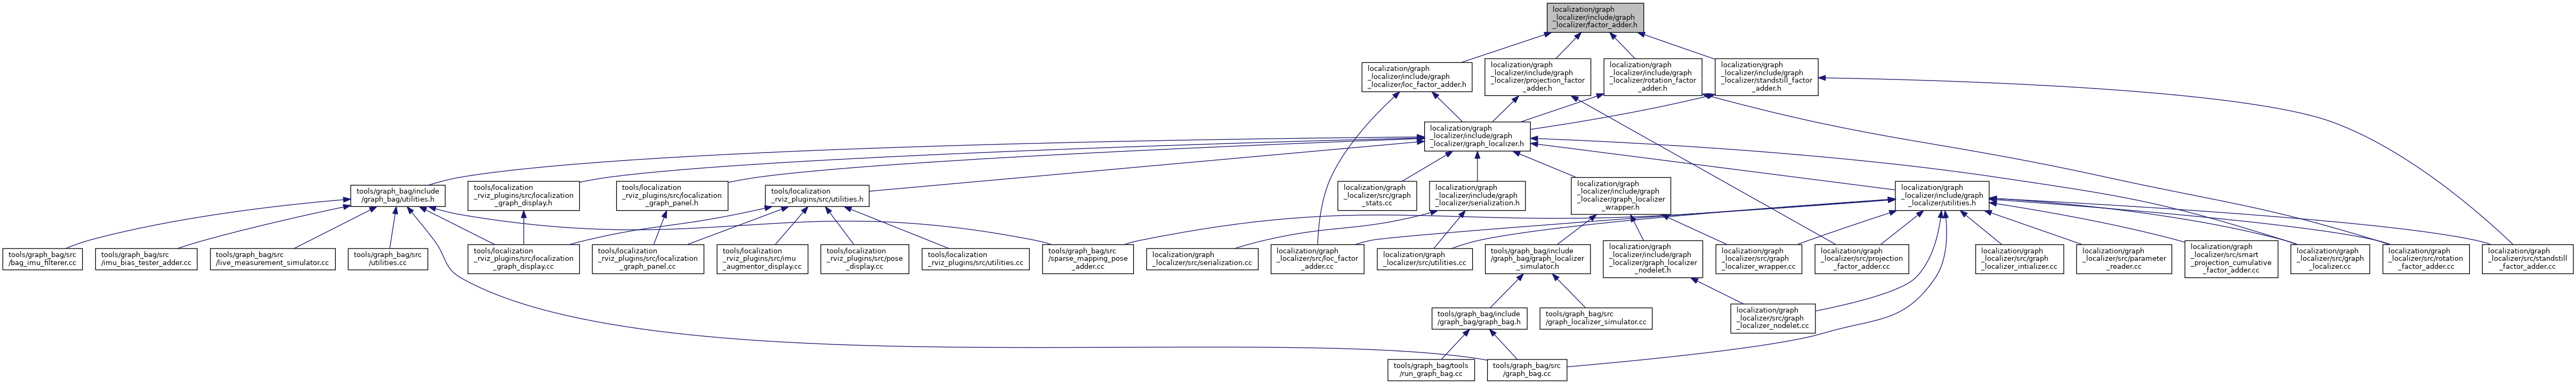 localization/graph
_localizer/include/graph
_localizer/factor_adder.h
localization/graph
_localizer/include/graph
_localizer/loc_factor_adder.h
localization/graph
_localizer/include/graph
_localizer/projection_factor
_adder.h
localization/graph
_localizer/include/graph
_localizer/rotation_factor
_adder.h
localization/graph
_localizer/include/graph
_localizer/standstill_factor
_adder.h
localization/graph
_localizer/include/graph
_localizer/graph_localizer.h
tools/graph_bag/include
/graph_bag/utilities.h
tools/localization
_rviz_plugins/src/localization
_graph_display.h
tools/localization
_rviz_plugins/src/localization
_graph_panel.h
tools/localization
_rviz_plugins/src/utilities.h
localization/graph
_localizer/src/graph
_stats.cc
localization/graph
_localizer/include/graph
_localizer/serialization.h
localization/graph
_localizer/include/graph
_localizer/graph_localizer
_wrapper.h
localization/graph
_localizer/include/graph
_localizer/utilities.h
tools/graph_bag/src
/bag_imu_filterer.cc
tools/graph_bag/src
/imu_bias_tester_adder.cc
tools/graph_bag/src
/live_measurement_simulator.cc
tools/graph_bag/src
/utilities.cc
tools/localization
_rviz_plugins/src/localization
_graph_display.cc
tools/localization
_rviz_plugins/src/localization
_graph_panel.cc
tools/localization
_rviz_plugins/src/imu
_augmentor_display.cc
tools/localization
_rviz_plugins/src/pose
_display.cc
tools/localization
_rviz_plugins/src/utilities.cc
tools/graph_bag/src
/sparse_mapping_pose
_adder.cc
localization/graph
_localizer/src/serialization.cc
localization/graph
_localizer/src/loc_factor
_adder.cc
localization/graph
_localizer/src/utilities.cc
tools/graph_bag/include
/graph_bag/graph_localizer
_simulator.h
localization/graph
_localizer/include/graph
_localizer/graph_localizer
_nodelet.h
localization/graph
_localizer/src/graph
_localizer_wrapper.cc
localization/graph
_localizer/src/projection
_factor_adder.cc
localization/graph
_localizer/src/graph
_localizer_intializer.cc
localization/graph
_localizer/src/parameter
_reader.cc
localization/graph
_localizer/src/smart
_projection_cumulative
_factor_adder.cc
localization/graph
_localizer/src/graph
_localizer.cc
localization/graph
_localizer/src/rotation
_factor_adder.cc
localization/graph
_localizer/src/standstill
_factor_adder.cc
tools/graph_bag/include
/graph_bag/graph_bag.h
tools/graph_bag/src
/graph_localizer_simulator.cc
localization/graph
_localizer/src/graph
_localizer_nodelet.cc
tools/graph_bag/tools
/run_graph_bag.cc
tools/graph_bag/src
/graph_bag.cc